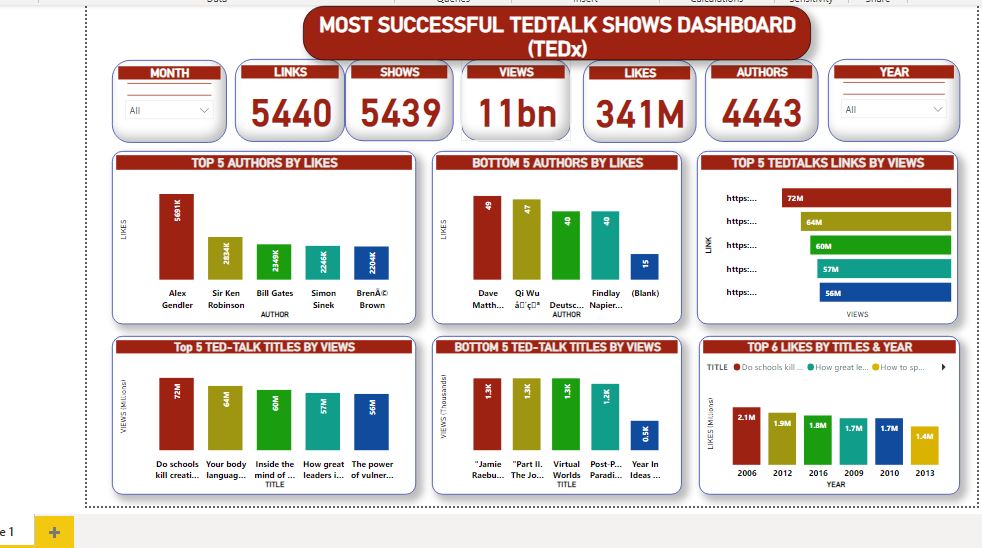 Data Queries Insert Calculations Sensitivity Share
MOST SUCCESSFUL TEDTALK SHOWS DASHBOARD
(TEDx)
MONTH
All
LINKS
5440
SHOWS
5439
VIEWS
11bn
LIKES
341M
AUTHORS
4443
YEAR
All
TOP 5 AUTHORS BY LIKES
LIKES
5691K
2834K
2349K
2246K
2204K
Alex Gendler
Sir Ken Robinson
Bill Gates
Simon Sinek
BrenÃ© Brown
AUTHOR
BOTTOM 5 AUTHORS BY LIKES
LIKES
49
47
40
40
15
Dave Matth...
Qi Wu
Deutsc...
Findlay Napier...
(Blank)
AUTHOR
TOP 5 TEDTALKS LINKS BY VIEWS
LINK
https:... 72M
https:... 64M
https:... 60M
https:... 57M
https:... 56M
VIEWS
Top 5 TED-TALK TITLES BY VIEWS
VIEWS (Millions)
72M
64M
60M
57M
56M
Do schools kill creati...
Your body languag...
Inside the mind of ...
How great leaders i...
The power of vulner...
TITLE
BOTTOM 5 TED-TALK TITLES BY VIEWS
VIEWS (Thousands)
1.3K
1.3K
1.3K
1.2K
0.5K
"Jamie Raebu...
"Part II. The Jo...
Virtual Worlds
Post-P... Paradi...
Year In Ideas ...
TITLE
TOP 6 LIKES BY TITLES & YEAR
TITLE Do schools kill ... How great le... How to sp...
LIKES (Millions)
2.1M
1.9M
1.8M
1.7M
1.7M
1.4M
2006 2012 2016 2009 2010 2013
YEAR
e 1
+